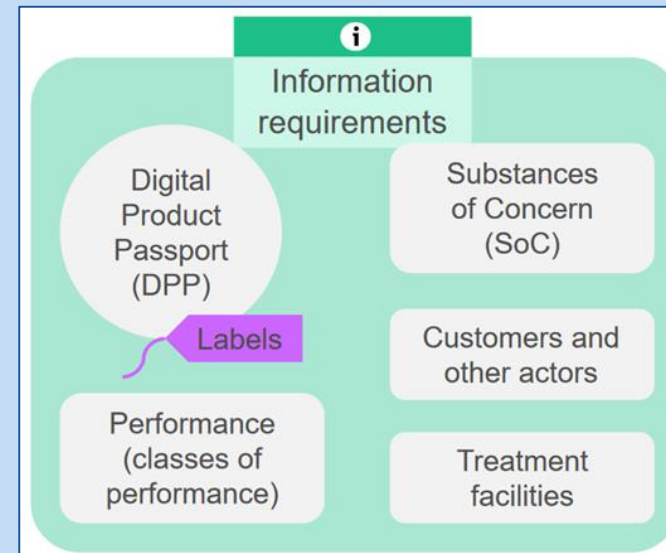 i
Information
requirements
Digital
Product
Passport
(DPP)
Labels
Performance
(classes of
performance)
Substances
of Concern
(SoC)
Customers and
other actors
Treatment
facilities